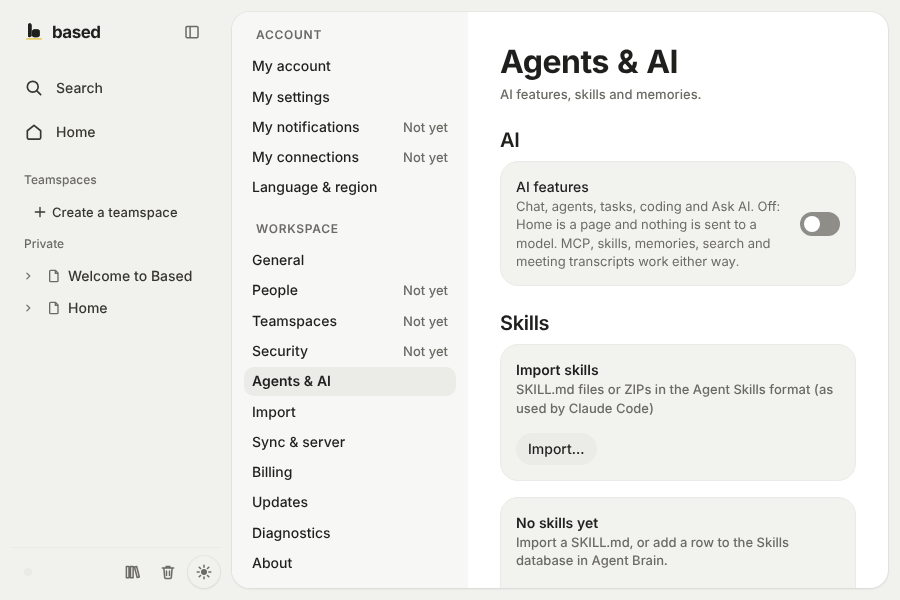 based
Search
Home
Teamspaces
Create a teamspace
Private
Welcome to Based
Home
ACCOUNT
My account
My settings
My notifications Not yet
My connections Not yet
Language & region
WORKSPACE
General
People Not yet
Teamspaces Not yet
Security Not yet
Agents & AI
Import
Sync & server
Billing
Updates
Diagnostics
About
Agents & AI
AI features, skills and memories.
AI
AI features
Chat, agents, tasks, coding and Ask AI. Off:
Home is a page and nothing is sent to a
model. MCP, skills, memories, search and
meeting transcripts work either way.
Skills
Import skills
SKILL.md files or ZIPs in the Agent Skills format (as
used by Claude Code)
Import...
No skills yet
Import a SKILL.md, or add a row to the Skills
database in Agent Brain.